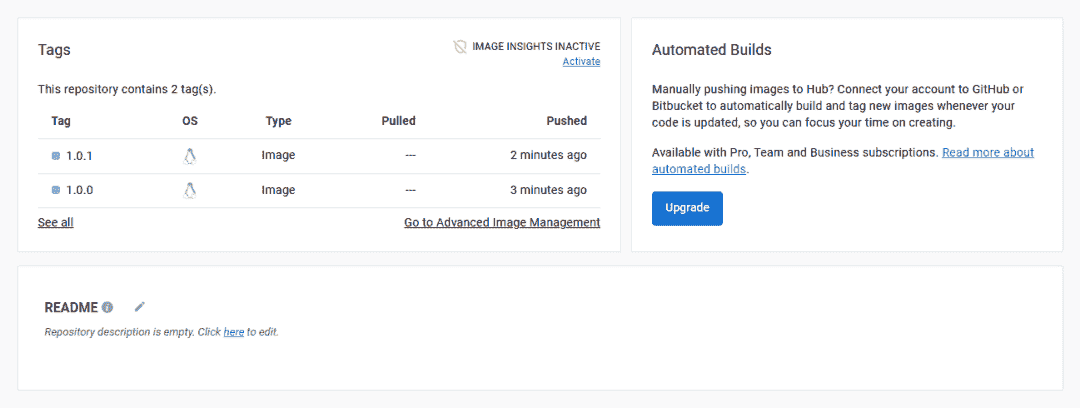 Tags
IMAGE INSIGHTS INACTIVE
Activate
This repository contains 2 tag(s).
Tag OS Type Pulled Pushed
1.0.1 Image --- 2 minutes ago
1.0.0 Image --- 3 minutes ago
See all Go to Advanced Image Management
Automated Builds
Manually pushing images to Hub? Connect your account to GitHub or
Bitbucket to automatically build and tag new images whenever your
code is updated, so you can focus your time on creating.
Available with Pro, Team and Business subscriptions. Read more about
automated builds.
Upgrade
README
Repository description is empty. Click here to edit.